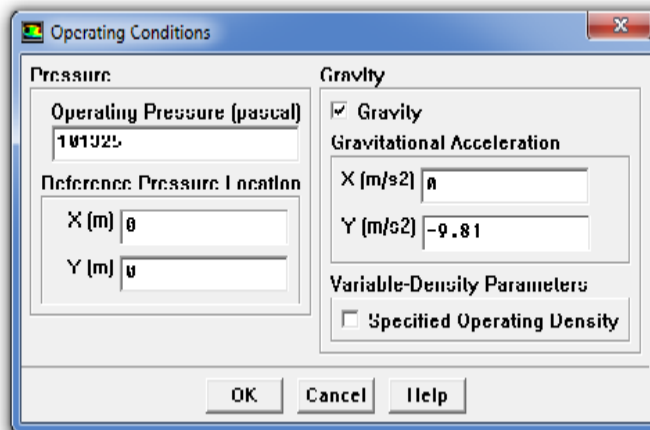 Operating Conditions
Pressure
Operating Pressure (pascal)
101325
Reference Pressure Location
X (m) 0
Y (m) 0
Gravity
Gravity
Gravitational Acceleration
X (m/s2) 0
Y (m/s2) -9.81
Variable-Density Parameters
Specified Operating Density
OK Cancel Help